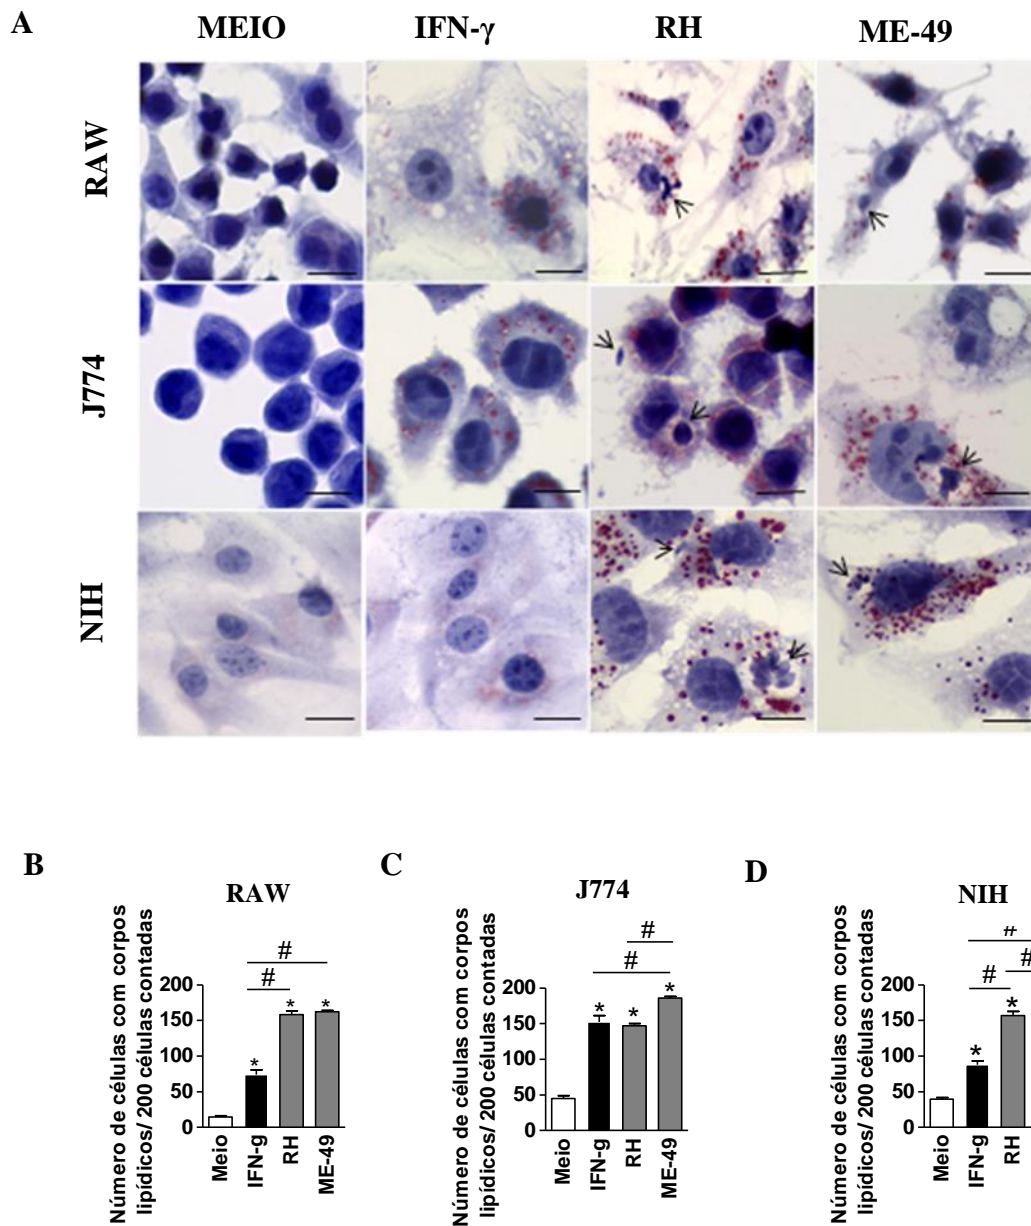 A
MEIO IFN-γ RH ME-49
RAW
J774
NIH
B
RAW
Número de células com corpos
lipídicos/ 200 células contadas
#
#
* * *
200
150
100
50
0
Meio IFN-g RH ME-49
C
J774
Número de células com corpos
lipídicos/ 200 células contadas
#
#
* * *
200
150
100
50
0
Meio IFN-g RH ME-49
D
NIH
Número de células com corpos
lipídicos/ 200 células contadas
#
#
#
* *
200
150
100
50
0
Meio IFN-g RH